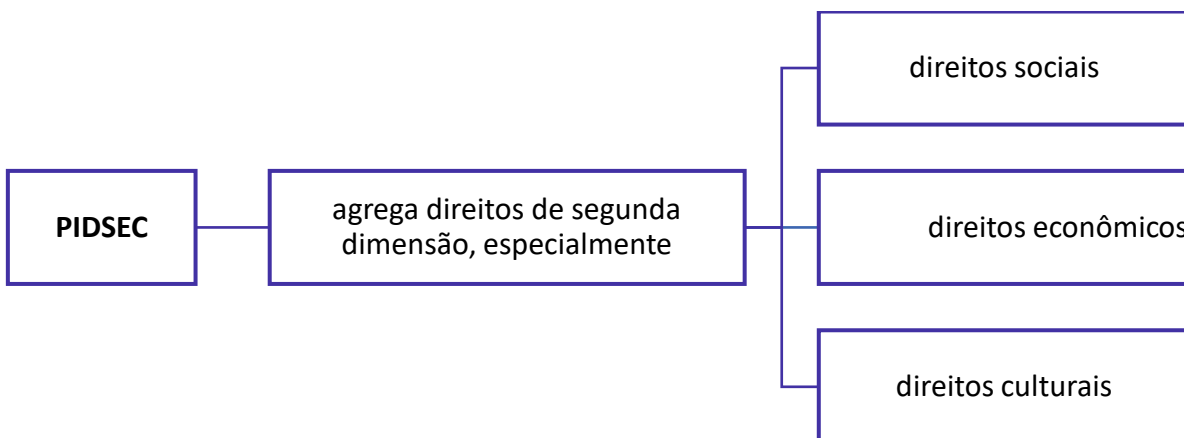 direitos sociais
PIDSEC
agrega direitos de segunda
dimensão, especialmente
direitos econômicos
direitos culturais